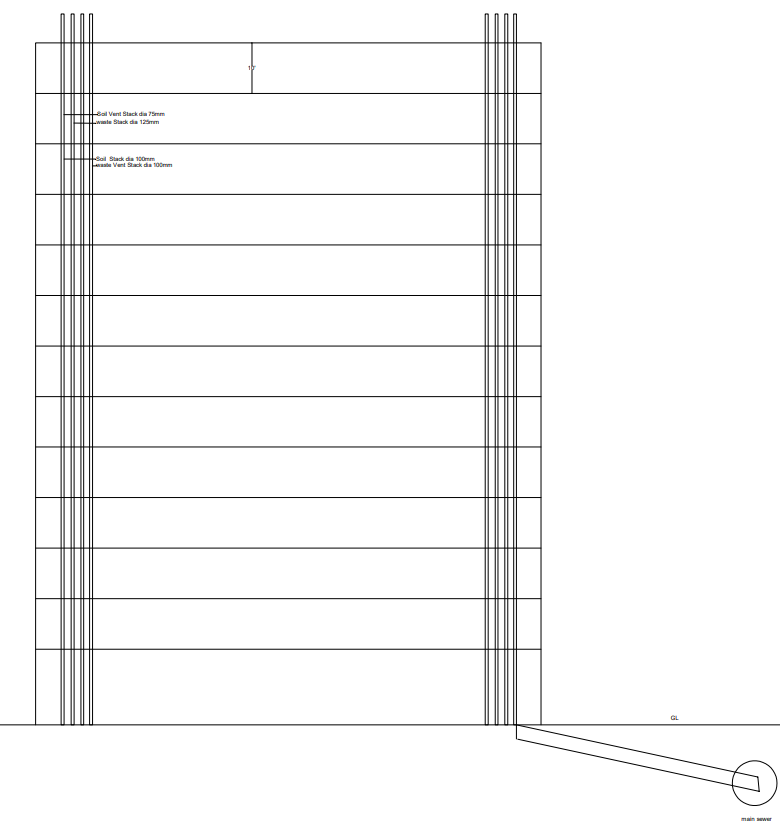 10'
Soil Vent Stack dia 75mm
waste Stack dia 125mm
Soil Stack dia 100mm
waste Vent Stack dia 100mm
GL
main sewer